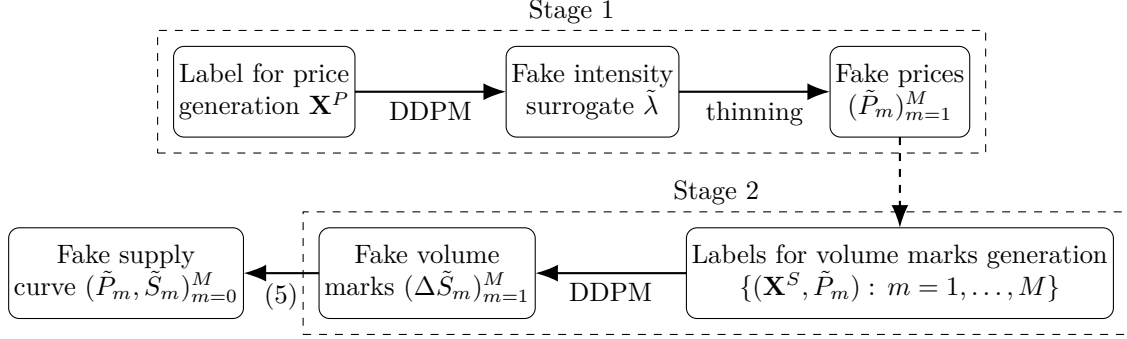 Stage 1
Label for price
generation X^P
DDPM
Fake intensity
surrogate λ̃
thinning
Fake prices
(P̃_m)_{m=1}^M
Stage 2
Fake supply
curve (P̃_m, S̃_m)_{m=0}^M
(5)
Fake volume
marks (ΔS̃_m)_{m=1}^M
DDPM
Labels for volume marks generation
{(X^S, P̃_m) : m = 1, . . . , M}